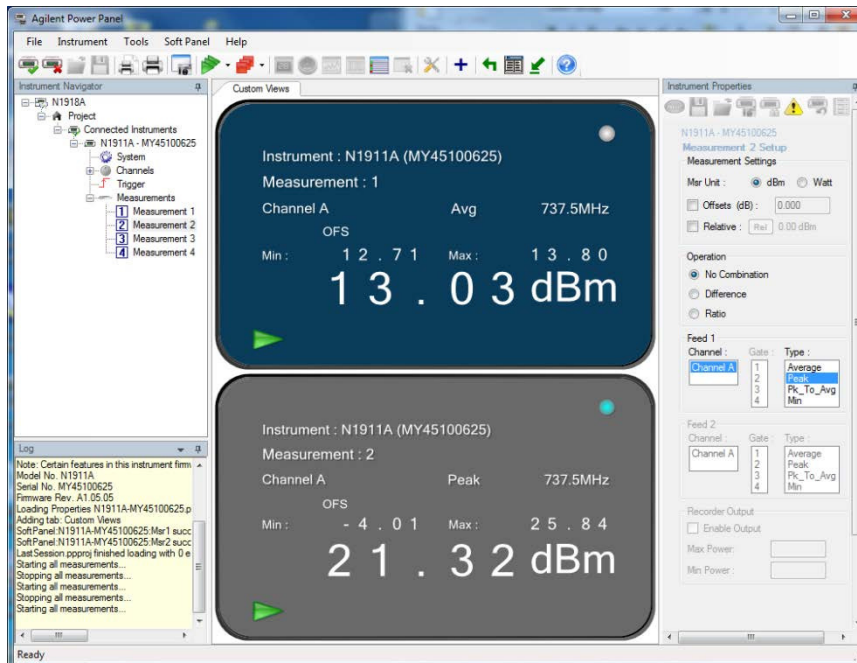 Agilent Power Panel
File Instrument Tools Soft Panel Help
Instrument Navigator
N1918A
Project
Connected Instruments
N1911A - MY45100625
System
Channels
Trigger
Measurements
1 Measurement 1
2 Measurement 2
3 Measurement 3
4 Measurement 4
Log
Note: Certain features in this instrument firm
Model No. N1911A
Serial No. MY45100625
Firmware Rev. A1.05.05
Loading Properties N1911A-MY45100625.p
Adding tab: Custom Views
SoftPanel:N1911A-MY45100625:Msr1 succ
SoftPanel:N1911A-MY45100625:Msr2 succ
LastSession.ppproj finished loading with 0 e
Starting all measurements...
Stopping all measurements...
Starting all measurements...
Stopping all measurements...
Starting all measurements...
Ready
Custom Views
Instrument : N1911A (MY45100625)
Measurement : 1
Channel A Avg 737.5MHz
OFS
Min : 12.71 Max : 13.80
13.03 dBm
Instrument : N1911A (MY45100625)
Measurement : 2
Channel A Peak 737.5MHz
OFS
Min : -4.01 Max : 25.84
21.32 dBm
Instrument Properties
N1911A - MY45100625
Measurement 2 Setup
Measurement Settings
Msr Unit : dBm Watt
Offsets (dB) : 0.000
Relative : Rel 0.00 dBm
Operation
No Combination
Difference
Ratio
Feed 1
Channel : Gate : Type :
Channel A 1 Average
2 Peak
3 Pk_To_Avg
4 Min
Feed 2
Channel : Gate : Type :
Channel A 1 Average
2 Peak
3 Pk_To_Avg
4 Min
Recorder Output
Enable Output
Max Power:
Min Power :